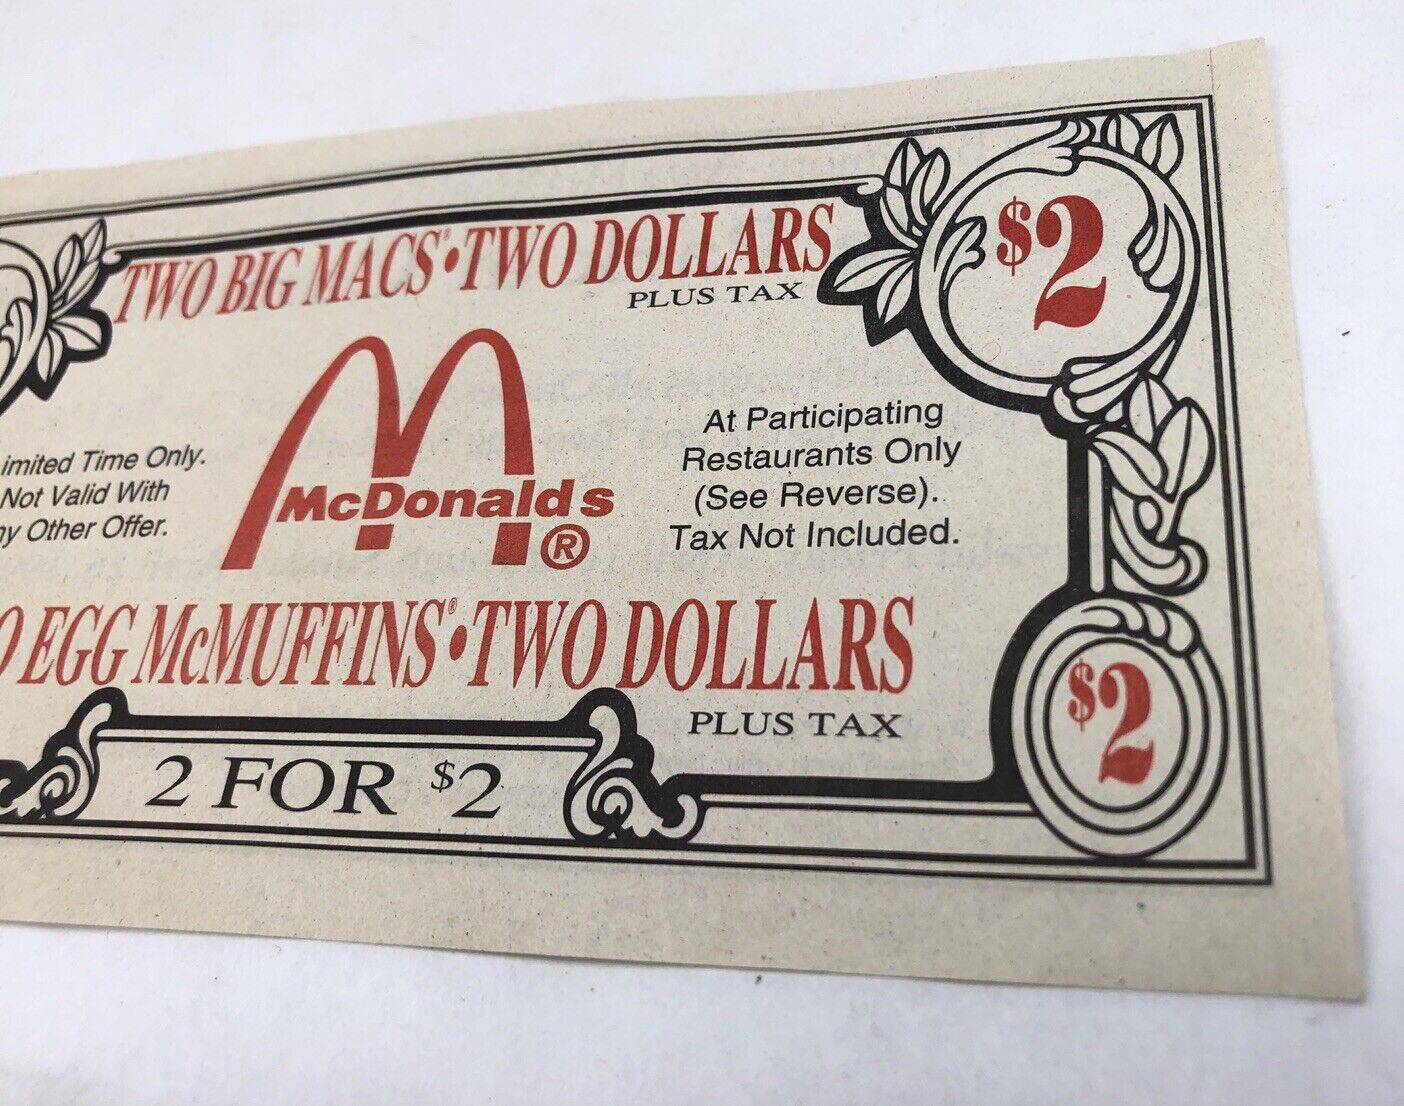 TWO BIG MACS®•TWO DOLLARS
PLUS TAX
$2
imited Time Only.
Not Valid With
ny Other Offer.
McDonald's
®
At Participating
Restaurants Only
(See Reverse).
Tax Not Included.
O EGG McMUFFINS®•TWO DOLLARS
PLUS TAX
$2
2 FOR $2